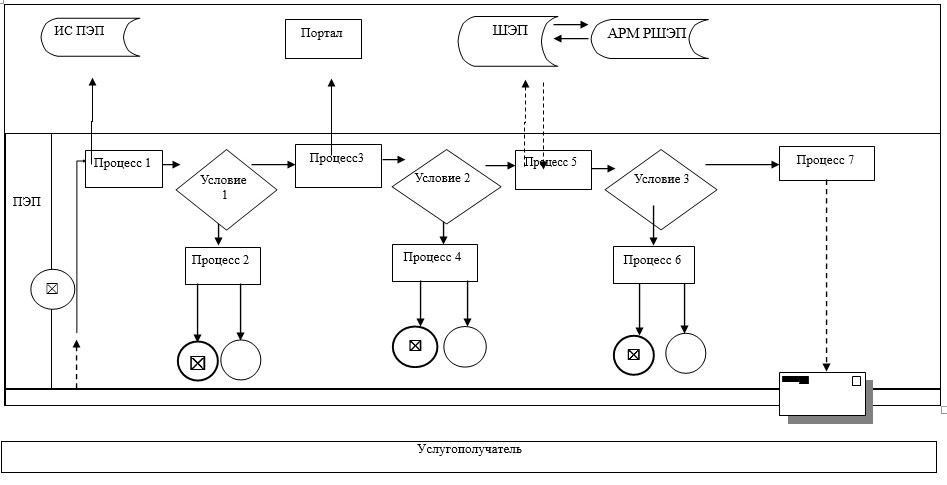 ИС ПЭП
Портал
ШЭП
АРМ РШЭП
Процесс 1
Процесс3
Процесс 5
Процесс 7
Условие
1
Условие 2
Условие 3
ПЭП
Процесс 2
Процесс 4
Процесс 6
Услугополучатель